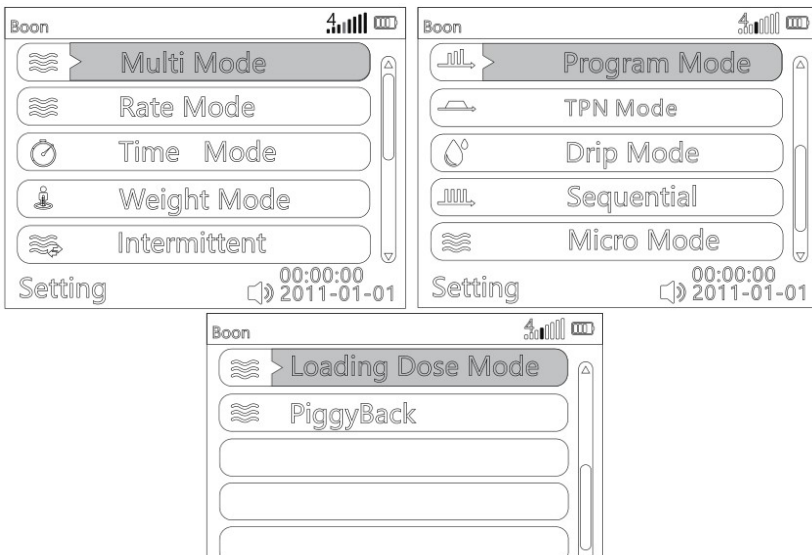 Boon 4
Multi Mode
Rate Mode
Time Mode
Weight Mode
Intermittent
Setting 00:00:00
2011-01-01
Boon 4
Program Mode
TPN Mode
Drip Mode
Sequential
Micro Mode
Setting 00:00:00
2011-01-01
Boon 4
Loading Dose Mode
PiggyBack